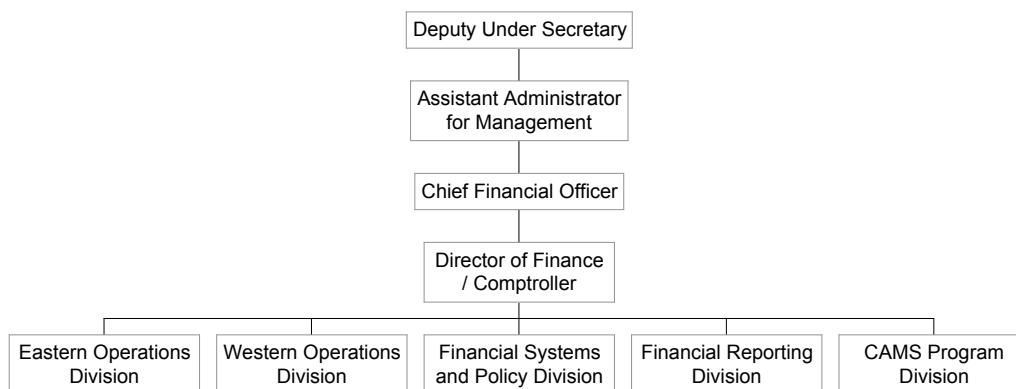 Deputy Under Secretary
Assistant Administrator
for Management
Chief Financial Officer
Director of Finance
/ Comptroller
Eastern Operations
Division
Western Operations
Division
Financial Systems
and Policy Division
Financial Reporting
Division
CAMS Program
Division